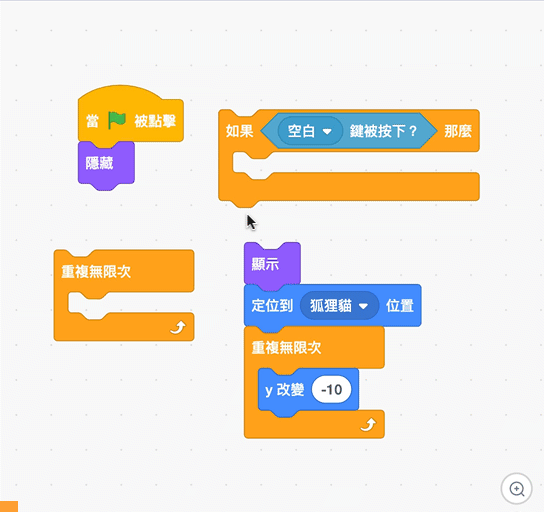 當 被點擊
隱藏
如果 空白 鍵被按下? 那麼
重複無限次
顯示
定位到 狐狸貓 位置
重複無限次
y 改變 -10